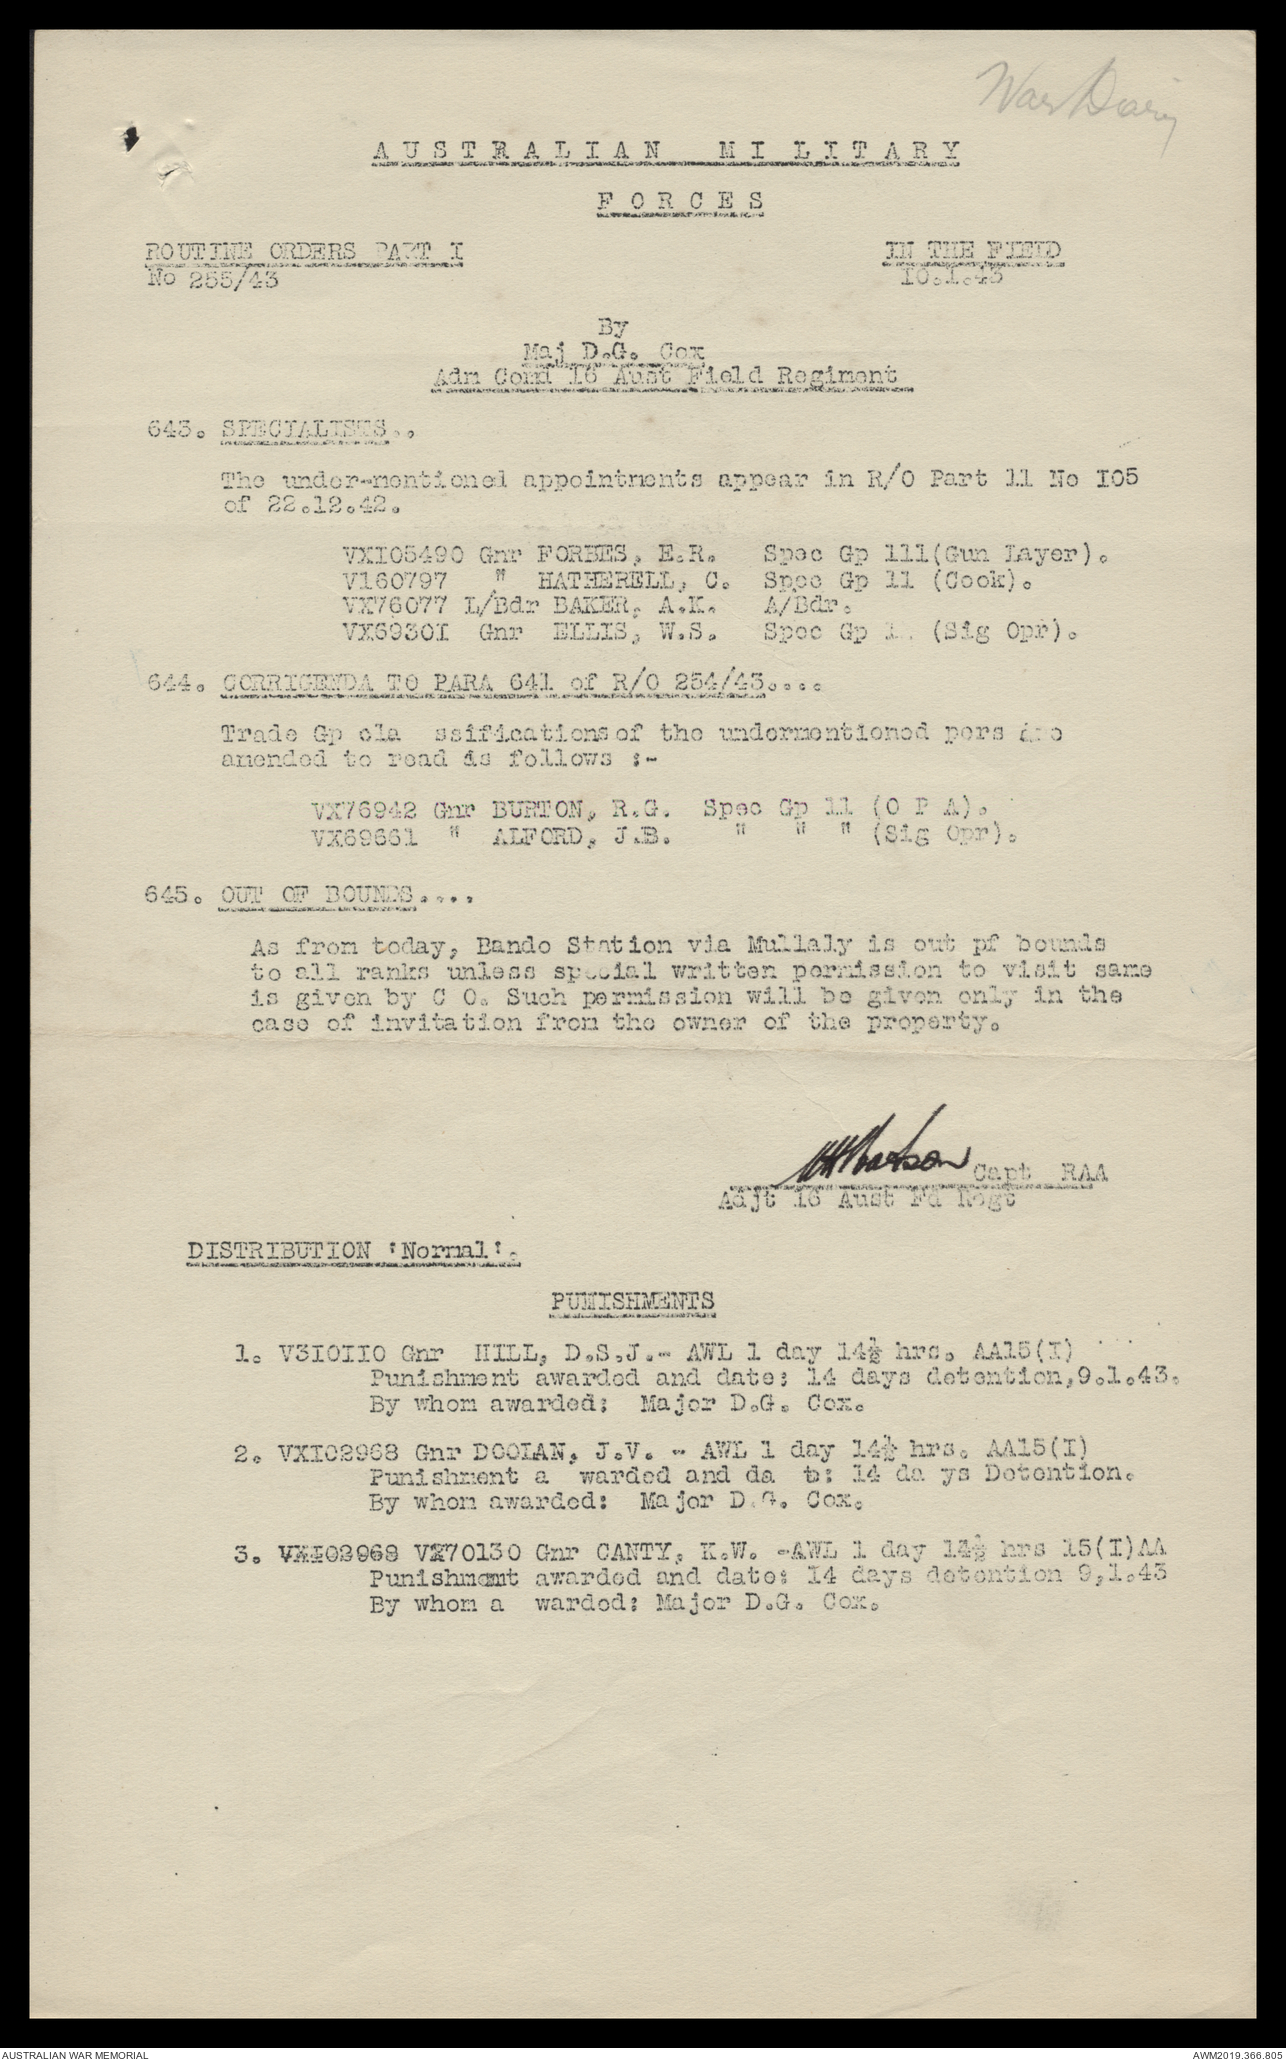 War Diary
AUSTRALIAN MILITARY
FORCES
ROUTINE ORDERS PART I
IN THE FIELD
No 255/43
10.1.43
By
Maj D.G. Cox
Adm Comd 16 Aust Field Regiment
643. SPECIALISTS..
The under-mentioned appointments appear in R/O Part 11 No I05
of 22.12.42.
VXI05490 Gnr FORBES, E.R. Spec Gp 111(Gun Layer).
V160797 " HATHERELL, C. Spec Gp 11 (Cook).
VX76077 L/Bdr BAKER, A.K. A/Bdr.
VX6930I Gnr ELLIS, W.S. Spec Gp 1. (Sig Opr).
644. CORRIGENDA TO PARA 641 of R/O 254/43....
Trade Gp cla ssifications of the undermentioned pers are
amended to read as follows :-
VX76942 Gnr BURTON, R.G. Spec Gp 11 (O P A).
VX69661 " ALFORD, J.B. " " " (Sig Opr).
645. OUT OF BOUNDS....
As from today, Bando Station via Mullaly is out pf bounds
to all ranks unless special written permission to visit same
is given by C O. Such permission will be given only in the
case of invitation from the owner of the property.
Capt RAA
Adjt 16 Aust Fd Regt
DISTRIBUTION 'Normal'.
PUNISHMENTS
1. V3I0II0 Gnr HILL, D.S.J.- AWL 1 day 14½ hrs. AA15(I)
Punishment awarded and date: 14 days detention,9.1.43.
By whom awarded: Major D.G. Cox.
2. VXI02968 Gnr DOOLAN, J.V. - AWL 1 day 14½ hrs. AA15(I)
Punishment a warded and da te: 14 da ys Detention.
By whom awarded: Major D.G. Cox.
3. VXI02968 VX70130 Gnr CANTY, K.W. -AWL 1 day 14½ hrs 15(I)AA
Punishment awarded and date: I4 days detention 9,1.43
By whom a warded: Major D.G. Cox.
AUSTRALIAN WAR MEMORIAL
AWM2019.366.805